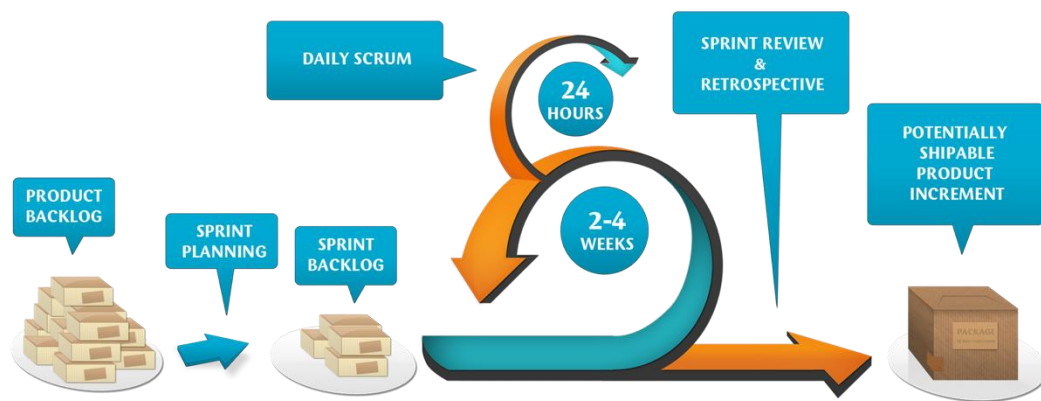 PRODUCT
BACKLOG
SPRINT
PLANNING
SPRINT
BACKLOG
DAILY SCRUM
24
HOURS
2-4
WEEKS
SPRINT REVIEW
&
RETROSPECTIVE
POTENTIALLY
SHIPABLE
PRODUCT
INCREMENT
PACKAGE